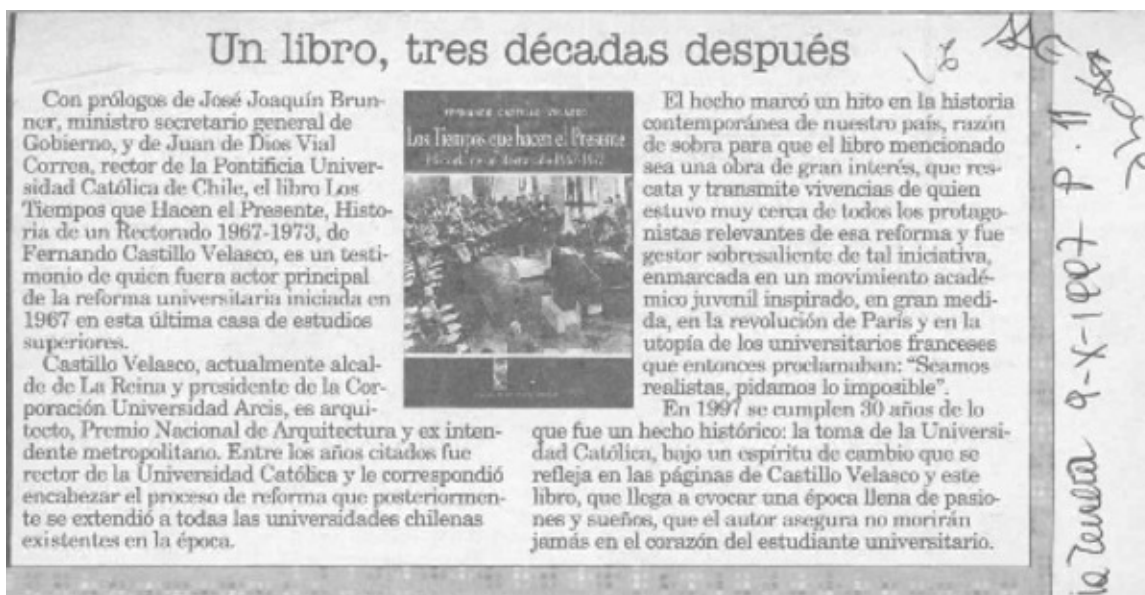 Un libro, tres décadas después
Con prólogos de José Joaquín Brun-
ner, ministro secretario general de
Gobierno, y de Juan de Dios Vial
Correa, rector de la Pontificia Univer-
sidad Católica de Chile, el libro Los
Tiempos que Hacen el Presente, Histo-
ria de un Rectorado 1967-1973, de
Fernando Castillo Velasco, es un testi-
monio de quien fuera actor principal
de la reforma universitaria iniciada en
1967 en esta última casa de estudios
superiores.
Castillo Velasco, actualmente alcal-
de de La Reina y presidente de la Cor-
poración Universidad Arcis, es arqui-
tecto, Premio Nacional de Arquitectura y ex inten-
dente metropolitano. Entre los años citados fue
rector de la Universidad Católica y le correspondió
encabezar el proceso de reforma que posteriormen-
te se extendió a todas las universidades chilenas
existentes en la época.
FERNANDO CASTILLO VELASCO
Los Tiempos que hacen el Presente
El hecho marcó un hito en la historia
contemporánea de nuestro país, razón
de sobra para que el libro mencionado
sea una obra de gran interés, que res-
cata y transmite vivencias de quien
estuvo muy cerca de todos los protago-
nistas relevantes de esa reforma y fue
gestor sobresaliente de tal iniciativa,
enmarcada en un movimiento acadé-
mico juvenil inspirado, en gran medi-
da, en la revolución de París y en la
utopía de los universitarios franceses
que entonces proclamaban: “Seamos
realistas, pidamos lo imposible”.
En 1997 se cumplen 30 años de lo
que fue un hecho histórico: la toma de la Universi-
dad Católica, bajo un espíritu de cambio que se
refleja en las páginas de Castillo Velasco y este
libro, que llega a evocar una época llena de pasio-
nes y sueños, que el autor asegura no morirán
jamás en el corazón del estudiante universitario.
9-X-1997 P. 11